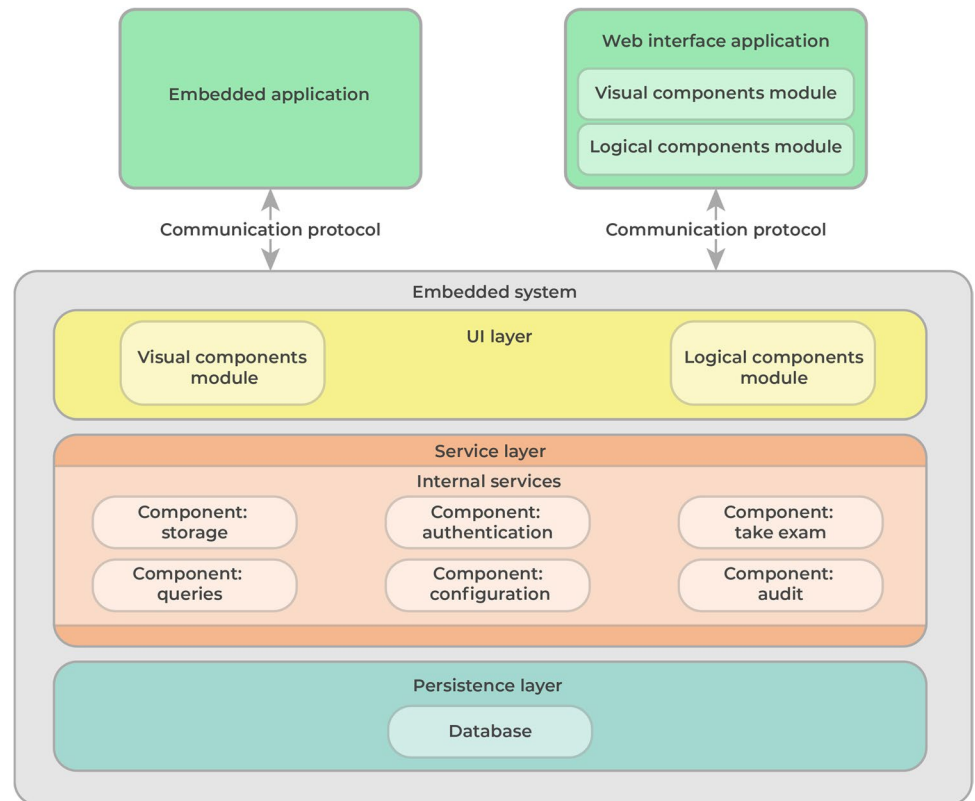 Embedded application
Web interface application
Visual components module
Logical components module
Communication protocol
Communication protocol
Embedded system
UI layer
Visual components
module
Logical components
module
Service layer
Internal services
Component:
storage
Component:
authentication
Component:
take exam
Component:
queries
Component:
configuration
Component:
audit
Persistence layer
Database